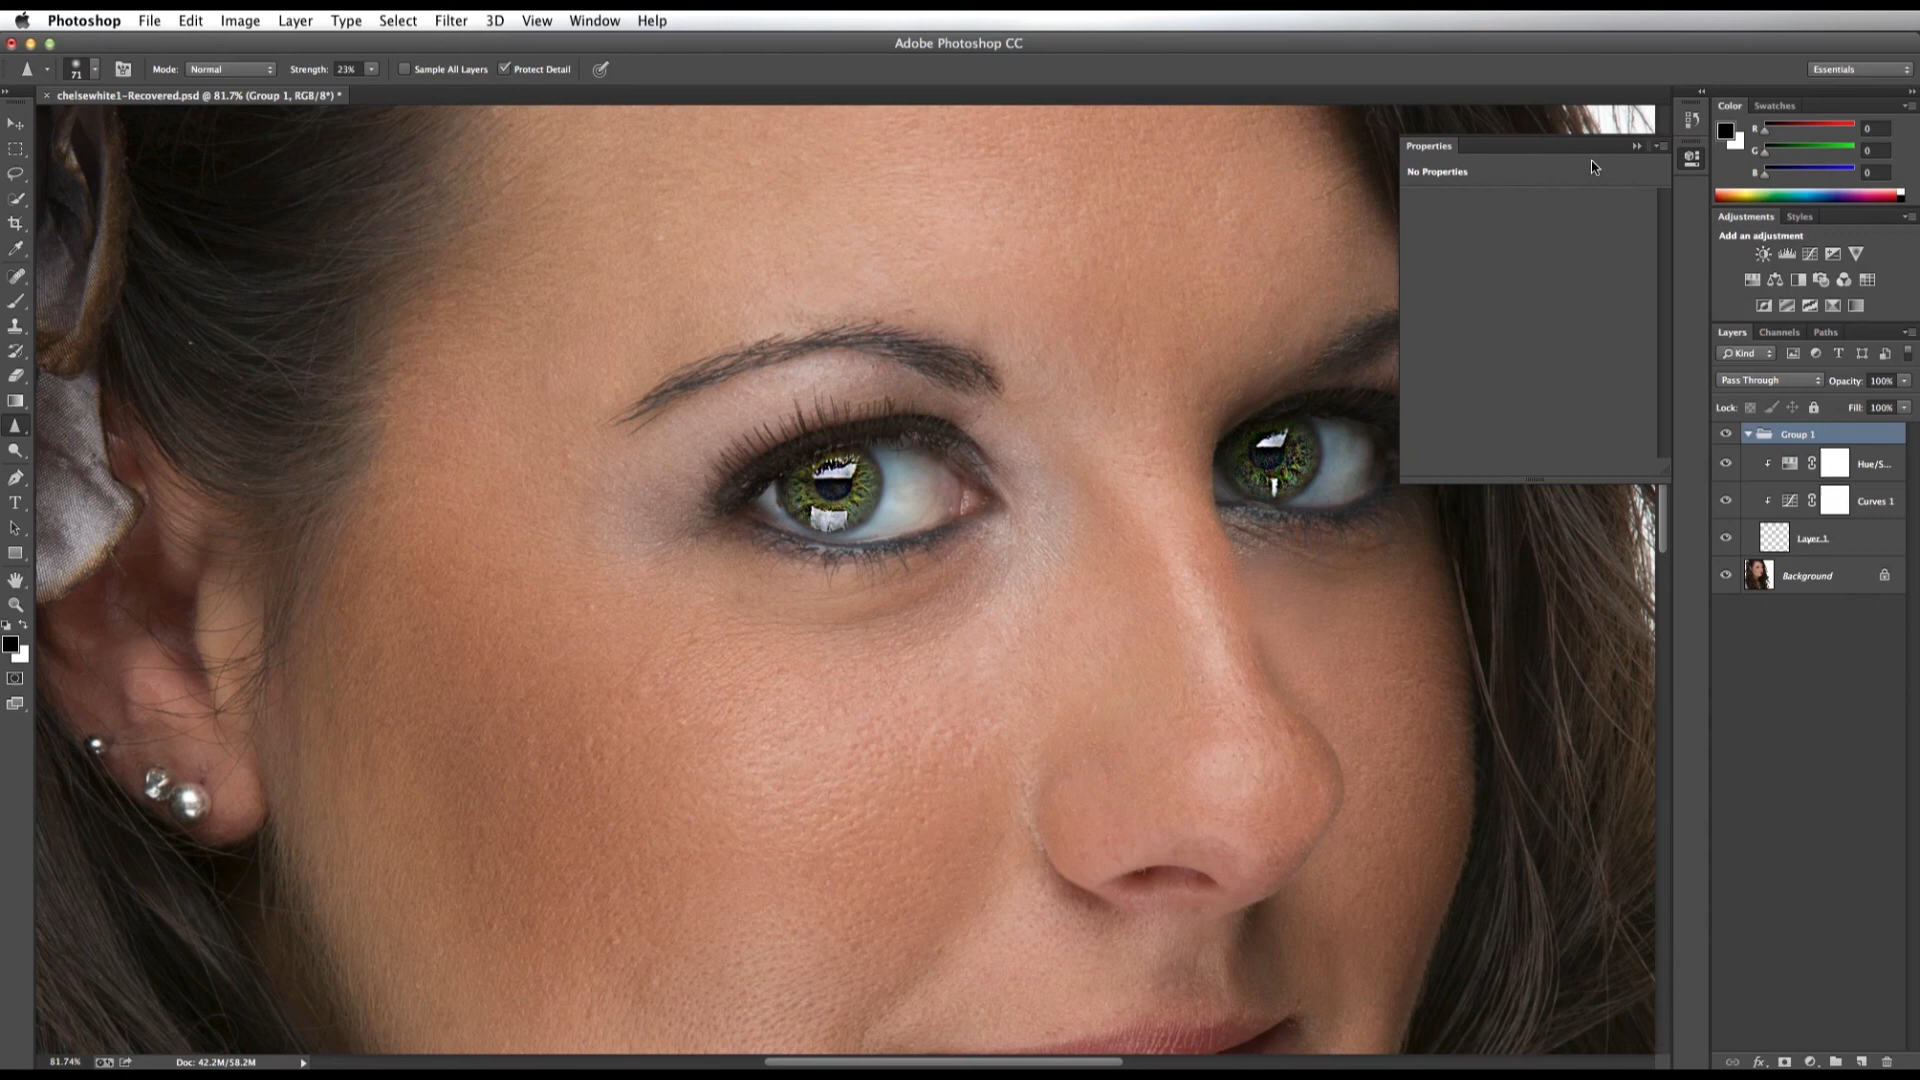 Photoshop File Edit Image Layer Type Select Filter 3D View Window Help
Adobe Photoshop CC
71 Mode: Normal Strength: 23% Sample All Layers Protect Detail Essentials
× chelsewhite1-Recovered.psd @ 81.7% (Group 1, RGB/8*) *
Color Swatches
R 0
G 0
B 0
Properties
No Properties
Adjustments Styles
Add an adjustment
Layers Channels Paths
Kind
Pass Through Opacity: 100%
Lock: Fill: 100%
Group 1
Hue/S...
Curves 1
Layer 1
Background
81.74% Doc: 42.2M/58.2M
fx